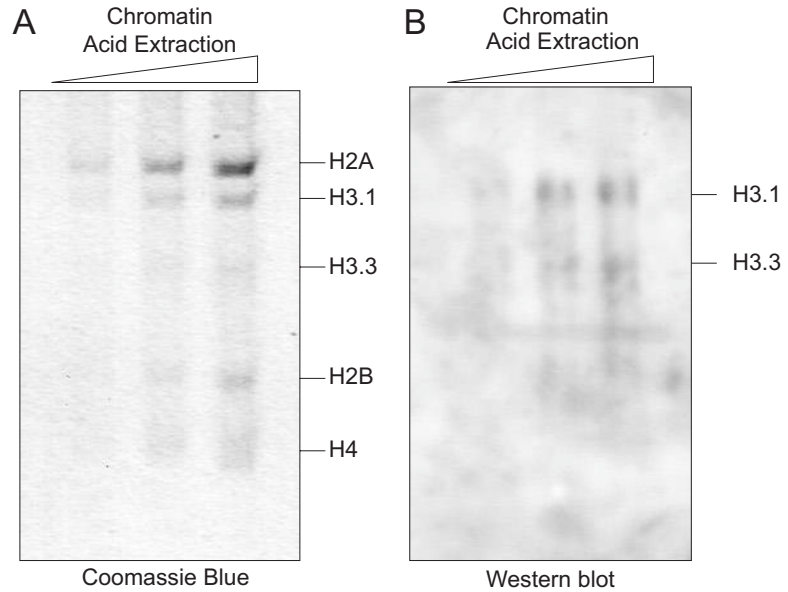 A
Chromatin
Acid Extraction
H2A
H3.1
H3.3
H2B
H4
Coomassie Blue
B
Chromatin
Acid Extraction
H3.1
H3.3
Western blot